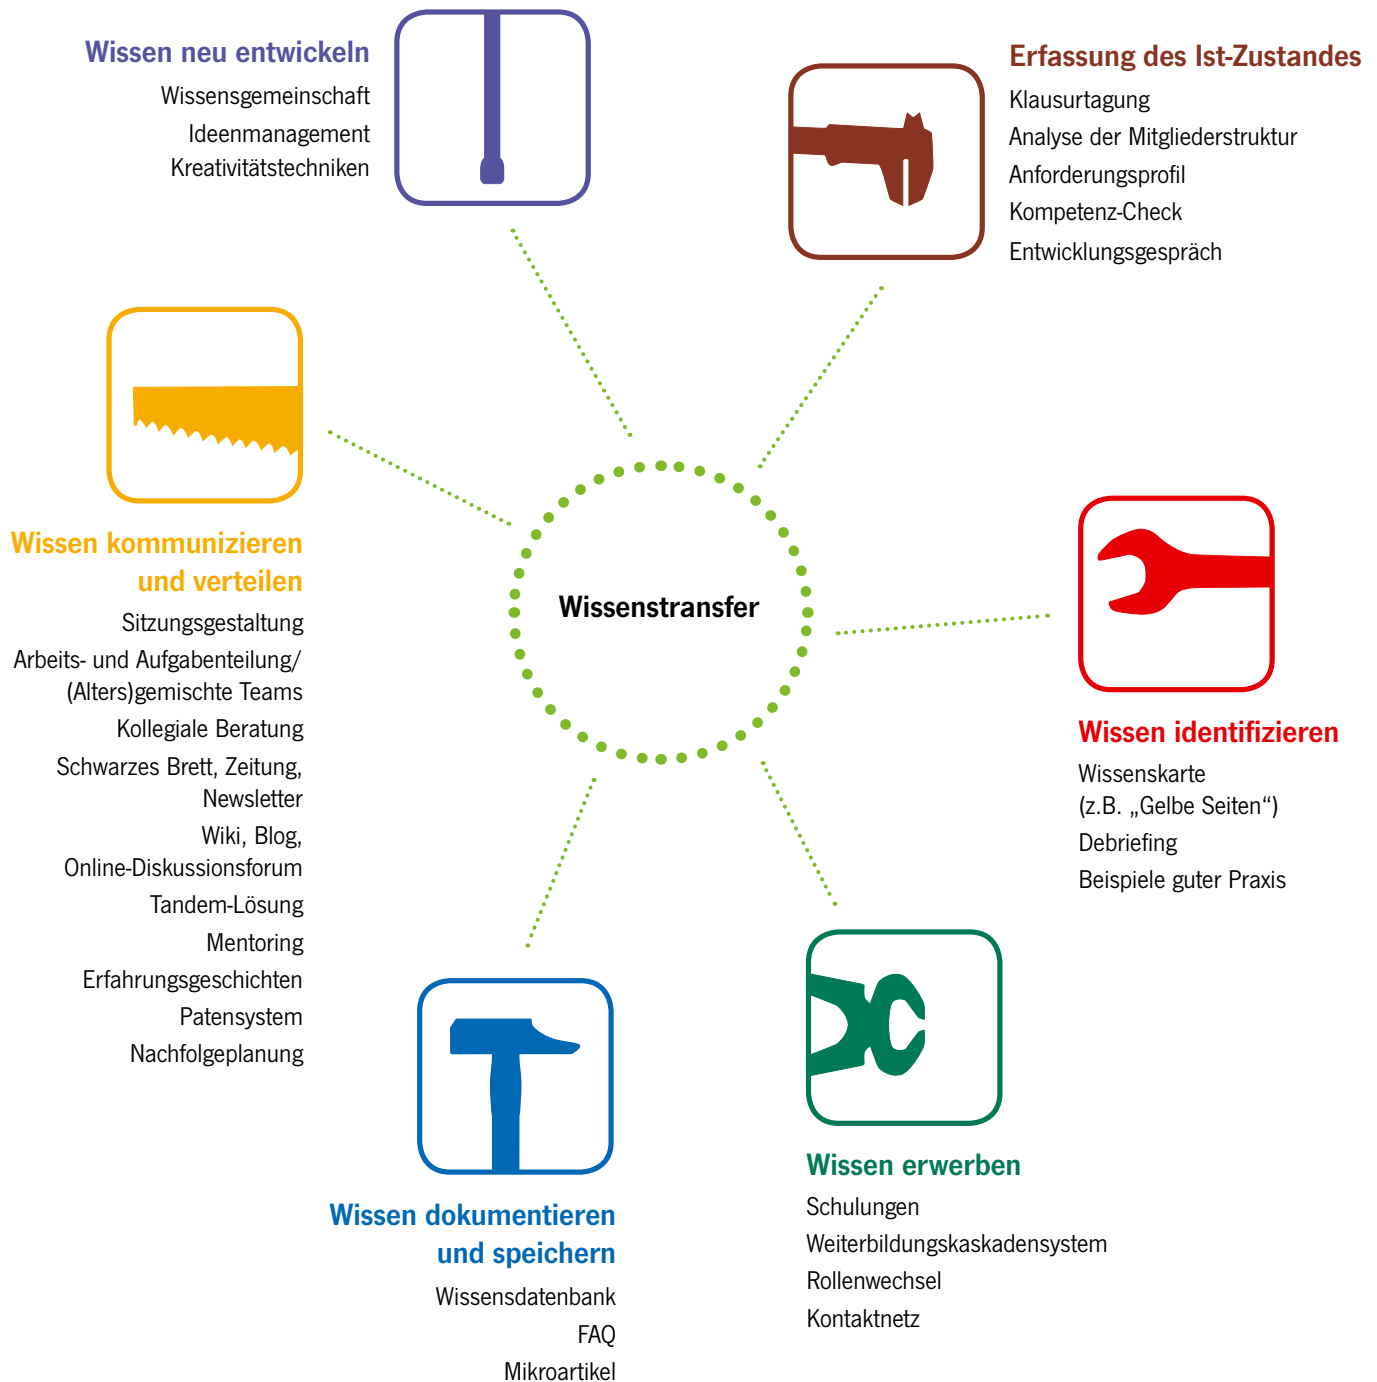 Wissen neu entwickeln
Wissensgemeinschaft
Ideenmanagement
Kreativitätstechniken
Erfassung des Ist-Zustandes
Klausurtagung
Analyse der Mitgliederstruktur
Anforderungsprofil
Kompetenz-Check
Entwicklungsgespräch
Wissenstransfer
Wissen kommunizieren
und verteilen
Sitzungsgestaltung
Arbeits- und Aufgabenteilung/
(Alters)gemischte Teams
Kollegiale Beratung
Schwarzes Brett, Zeitung,
Newsletter
Wiki, Blog,
Online-Diskussionsforum
Tandem-Lösung
Mentoring
Erfahrungsgeschichten
Patensystem
Nachfolgeplanung
Wissen identifizieren
Wissenskarte
(z.B. „Gelbe Seiten“)
Debriefing
Beispiele guter Praxis
Wissen dokumentieren
und speichern
Wissensdatenbank
FAQ
Mikroartikel
Wissen erwerben
Schulungen
Weiterbildungskaskadensystem
Rollenwechsel
Kontaktnetz